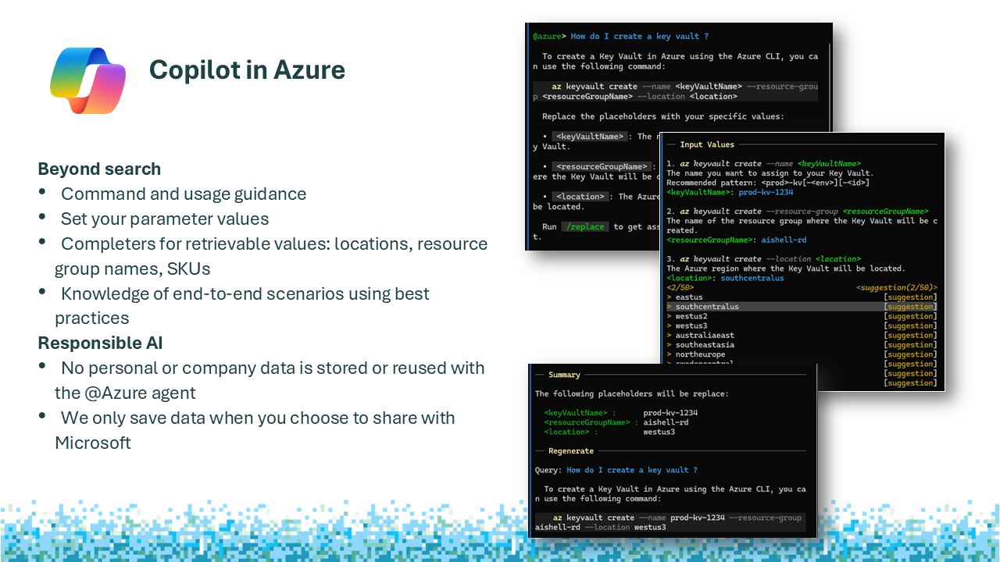 Copilot in Azure
Beyond search
• Command and usage guidance
• Set your parameter values
• Completers for retrievable values: locations, resource
group names, SKUs
• Knowledge of end-to-end scenarios using best
practices
Responsible AI
• No personal or company data is stored or reused with
the @Azure agent
• We only save data when you choose to share with
Microsoft
@azure> How do I create a key vault ?
To create a Key Vault in Azure using the Azure CLI, you ca
n use the following command:
az keyvault create --name <keyVaultName> --resource-grou
p <resourceGroupName> --location <location>
Replace the placeholders with your specific values:
• <keyVaultName> : The
y Vault.
• <resourceGroupName> :
ere the Key Vault will be
• <location> : The Azure
be located.
Run /replace to get ass
t.
Input Values
1. az keyvault create --name <keyVaultName>
The name you want to assign to your Key Vault.
Recommended pattern: <prod>-kv[-<env>][-<id>]
<keyVaultName>: prod-kv-1234
2. az keyvault create --resource-group <resourceGroupName>
The name of the resource group where the Key Vault will be c
reated.
<resourceGroupName>: aishell-rd
3. az keyvault create --location <location>
The Azure region where the Key Vault will be located.
<location>: southcentralus
<2/50> <suggestion(2/50)>
> eastus [suggestion]
> southcentralus [suggestion]
> westus2 [suggestion]
> westus3 [suggestion]
> australiaeast [suggestion]
> southeastasia [suggestion]
> northeurope [suggestion]
[suggestion]
[suggestion]
[suggestion]
Summary
The following placeholders will be replace:
<keyVaultName> : prod-kv-1234
<resourceGroupName> : aishell-rd
<location> : westus3
Regenerate
Query: How do I create a key vault ?
To create a Key Vault in Azure using the Azure CLI, you ca
n use the following command:
az keyvault create --name prod-kv-1234 --resource-group
aishell-rd --location westus3